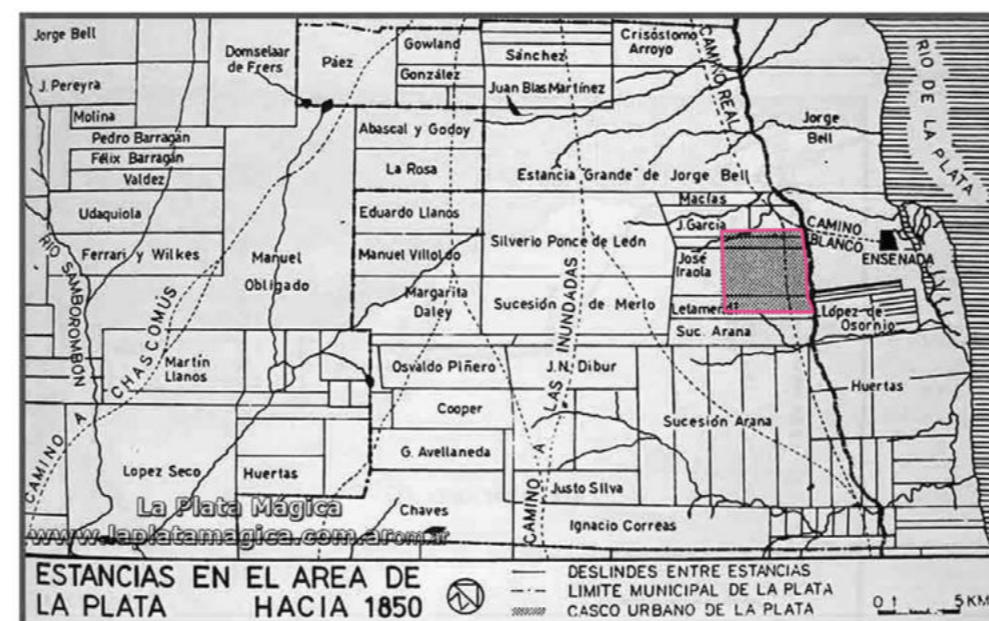 Jorge Bell
J. Pereyra
Molina
Pedro Barragán
Félix Barragán
Valdez
Udaquiola
Ferrari y Wilkes
RIO SAMBOROMBÓN
Domselaar
de Frers
Páez
Manuel
Obligado
CAMINO A CHASCOMÚS
Martín
Llanos
Lopez Seco
Huertas
Gowland
González
Abascal y Godoy
La Rosa
Eduardo Llanos
Manuel Villoldo
Margarita
Daley
Osvaldo Piñero
Cooper
G. Avellaneda
Chaves
Sánchez
Juan Blas Martínez
Crisóstomo
Arroyo
CAMINO REAL
Jorge
Bell
Estancia Grande de Jorge Bell
Silverio Ponce de León
Sucesión de Merlo
CAMINO A LAS INUNDADAS
J.N. Dibur
Justo Silva
Ignacio Correas
Macías
J. García
José
Iraola
Letamendi
Suc. Arana
Sucesión Arana
CAMINO
BLANCO
ENSENADA
López de
Osornio
Huertas
RIO DE LA PLATA
La Plata Mágica
www.laplatamagica.com.ar
ESTANCIAS EN EL AREA DE
LA PLATA HACIA 1850
DESLINDES ENTRE ESTANCIAS
LIMITE MUNICIPAL DE LA PLATA
CASCO URBANO DE LA PLATA
0 1 5 KM